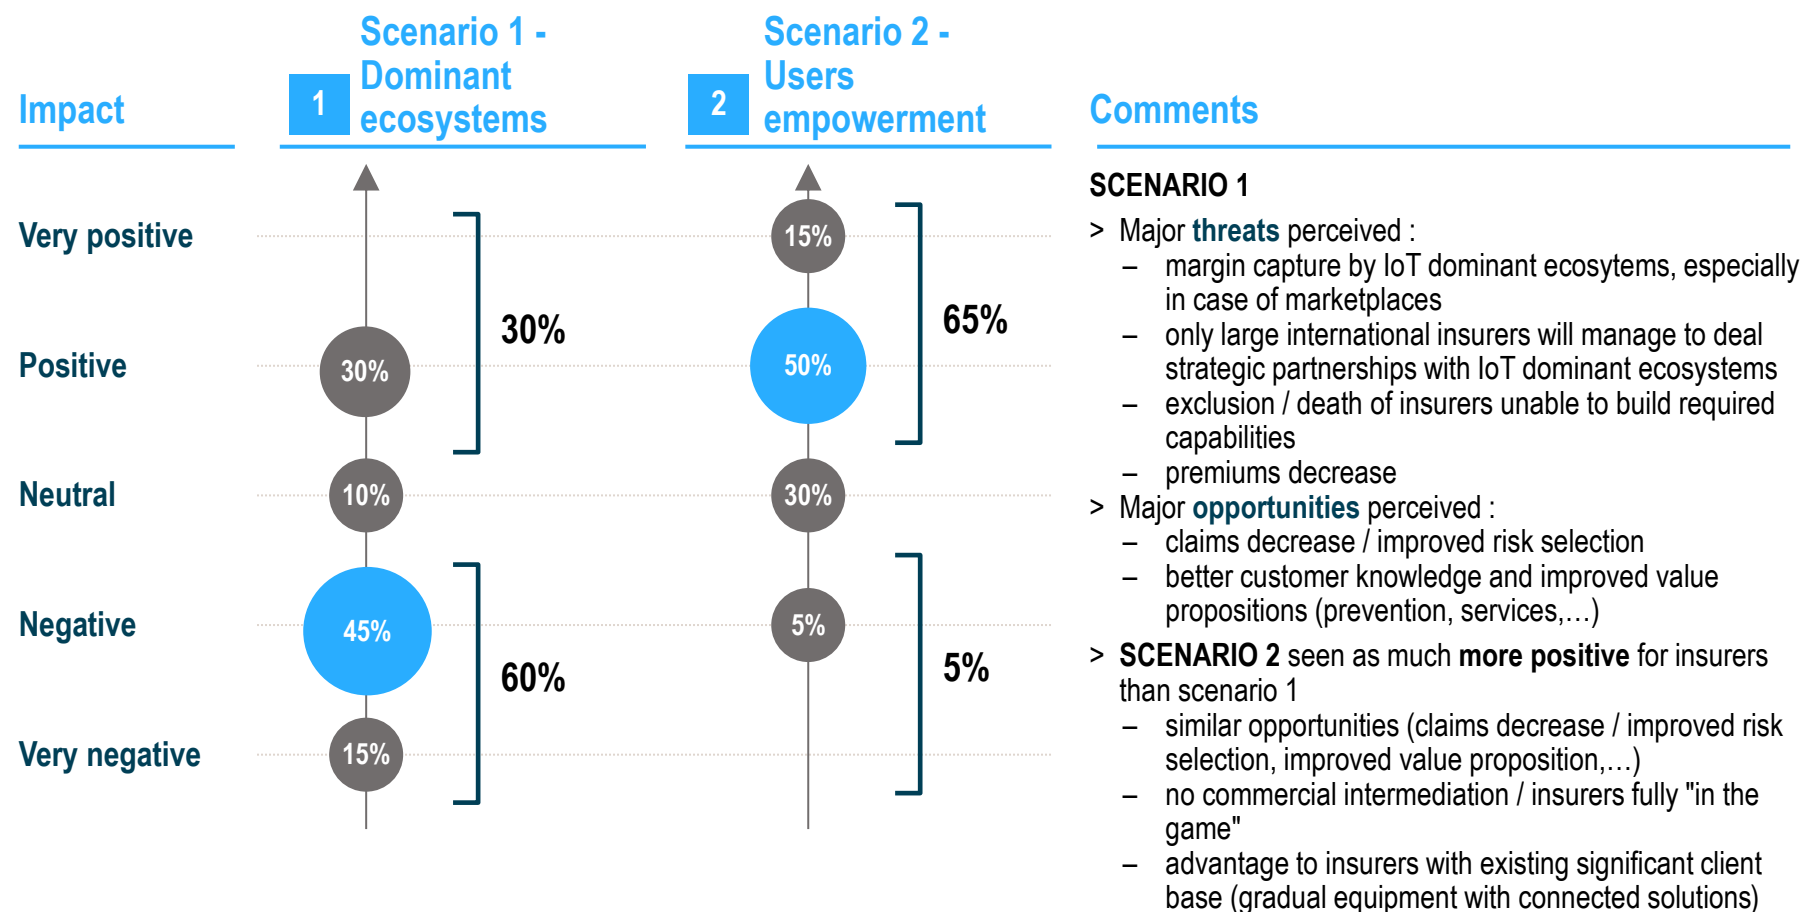 Impact
1
Scenario 1 -
Dominant
ecosystems
2
Scenario 2 -
Users
empowerment
Comments
Very positive
Positive
Neutral
Negative
Very negative
30%
10%
45%
15%
30%
60%
15%
50%
30%
5%
65%
5%
SCENARIO 1
> Major threats perceived :
– margin capture by IoT dominant ecosytems, especially
in case of marketplaces
– only large international insurers will manage to deal
strategic partnerships with IoT dominant ecosystems
– exclusion / death of insurers unable to build required
capabilities
– premiums decrease
> Major opportunities perceived :
– claims decrease / improved risk selection
– better customer knowledge and improved value
propositions (prevention, services,…)
> SCENARIO 2 seen as much more positive for insurers
than scenario 1
– similar opportunities (claims decrease / improved risk
selection, improved value proposition,…)
– no commercial intermediation / insurers fully "in the
game"
– advantage to insurers with existing significant client
base (gradual equipment with connected solutions)